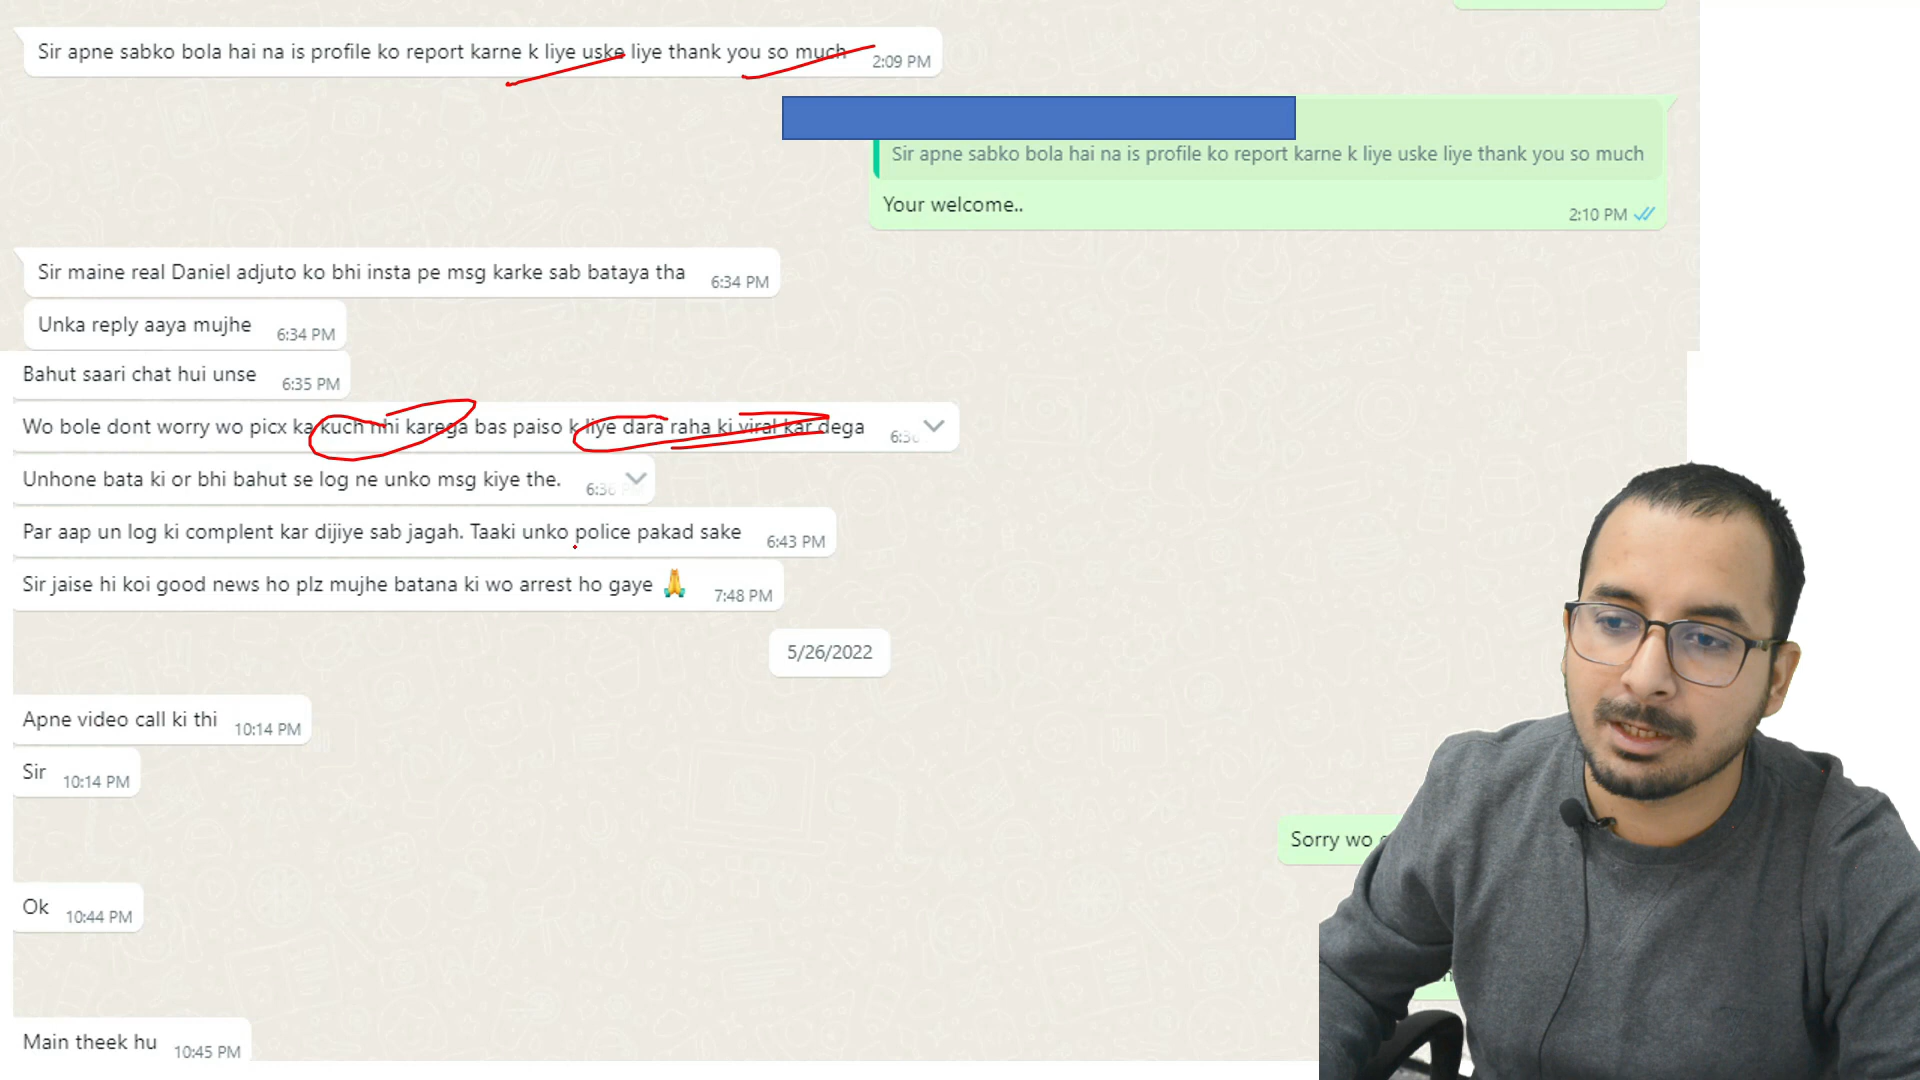 Sir apne sabko bola hai na is profile ko report karne k liye uske liye thank you so much 2:09 PM
Sir apne sabko bola hai na is profile ko report karne k liye uske liye thank you so much
Your welcome.. 2:10 PM
Sir maine real Daniel adjuto ko bhi insta pe msg karke sab bataya tha 6:34 PM
Unka reply aaya mujhe 6:34 PM
Bahut saari chat hui unse 6:35 PM
Wo bole dont worry wo picx ka kuch nhi karega bas paiso k liye dara raha ki viral kar dega
Unhone bata ki or bhi bahut se log ne unko msg kiye the. 6:36 PM
Par aap un log ki complent kar dijiye sab jagah. Taaki unko police pakad sake 6:43 PM
Sir jaise hi koi good news ho plz mujhe batana ki wo arrest ho gaye 🙏 7:48 PM
5/26/2022
Apne video call ki thi 10:14 PM
Sir 10:14 PM
Sorry wo
Ok 10:44 PM
Main theek hu 10:45 PM